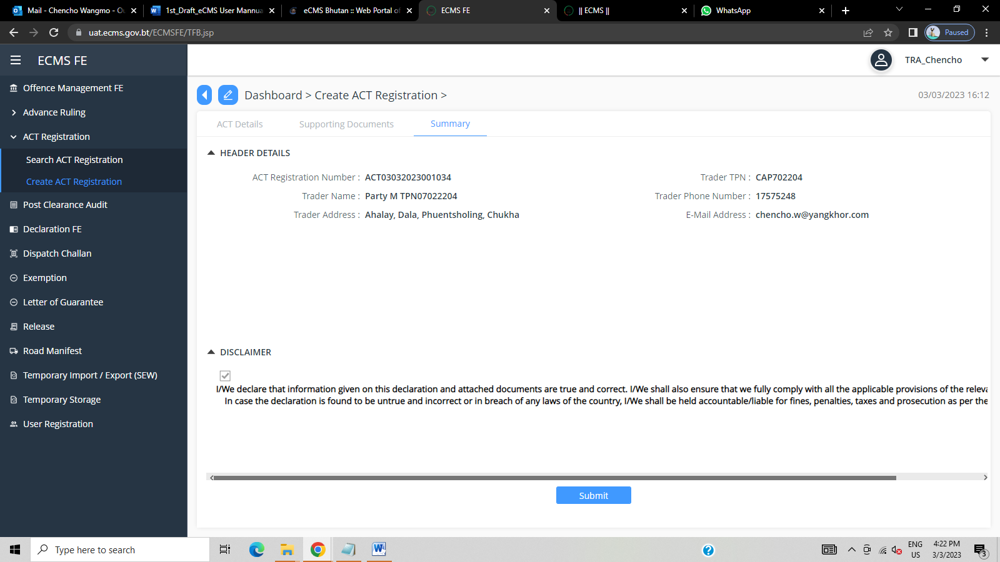 Mail - Chencho Wangmo - Ou
1st_Draft_eCMS User Mannua
eCMS Bhutan :: Web Portal of
ECMS FE
|| ECMS ||
WhatsApp
uat.ecms.gov.bt/ECMSFE/TFB.jsp
Paused
ECMS FE
TRA_Chencho
Offence Management FE
Advance Ruling
ACT Registration
Search ACT Registration
Create ACT Registration
Post Clearance Audit
Declaration FE
Dispatch Challan
Exemption
Letter of Guarantee
Release
Road Manifest
Temporary Import / Export (SEW)
Temporary Storage
User Registration
Dashboard > Create ACT Registration >
03/03/2023 16:12
ACT Details
Supporting Documents
Summary
HEADER DETAILS
ACT Registration Number : ACT03032023001034
Trader TPN : CAP702204
Trader Name : Party M TPN07022204
Trader Phone Number : 17575248
Trader Address : Ahalay, Dala, Phuentsholing, Chukha
E-Mail Address : chencho.w@yangkhor.com
DISCLAIMER
I/We declare that information given on this declaration and attached documents are true and correct. I/We shall also ensure that we fully comply with all the applicable provisions of the releva
In case the declaration is found to be untrue and incorrect or in breach of any laws of the country, I/We shall be held accountable/liable for fines, penalties, taxes and prosecution as per the
Submit
Type here to search
ENG
US
4:22 PM
3/3/2023
3